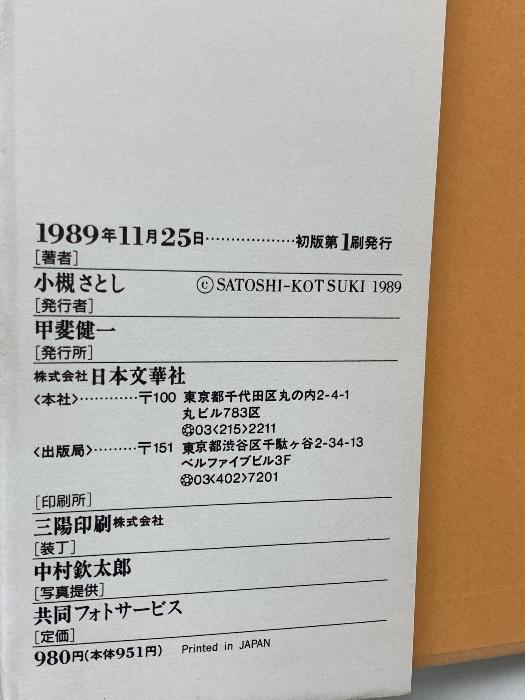 1989年11月25日‥‥‥‥‥‥初版第1刷発行
[著者]
小槻さとし ©SATOSHI-KOTSUKI 1989
[発行者]
甲斐健一
[発行所]
株式会社日本文華社
〈本社〉‥‥‥‥〒100 東京都千代田区丸の内2-4-1
丸ビル783区
☎03〈215〉2211
〈出版局〉‥‥‥〒151 東京都渋谷区千駄ヶ谷2-34-13
ベルファイブビル3F
☎03〈402〉7201
[印刷所]
三陽印刷株式会社
[装丁]
中村欽太郎
[写真提供]
共同フォトサービス
[定価]
980円(本体951円) Printed in JAPAN